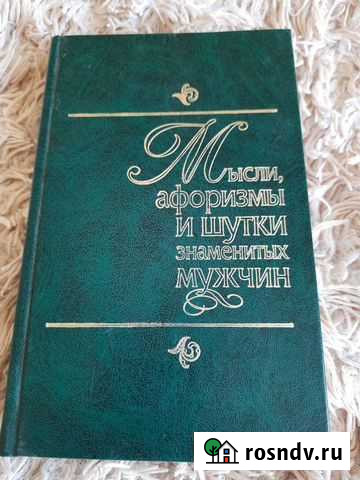 Мысли,
афоризмы
и шутки
знаменитых
мужчин
rosndv.ru